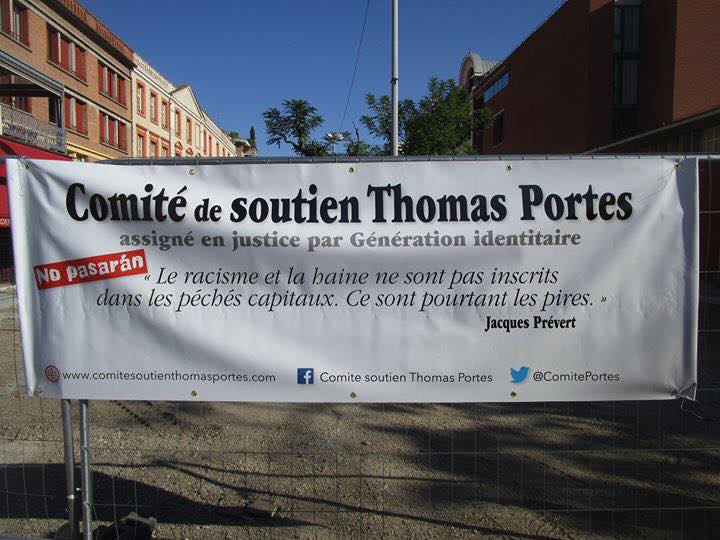 Comité de soutien Thomas Portes
assigné en justice par Génération identitaire
No pasarán
« Le racisme et la haine ne sont pas inscrits
dans les péchés capitaux. Ce sont pourtant les pires. »
Jacques Prévert
www.comitesoutienthomasportes.com
Comite soutien Thomas Portes
@ComitePortes